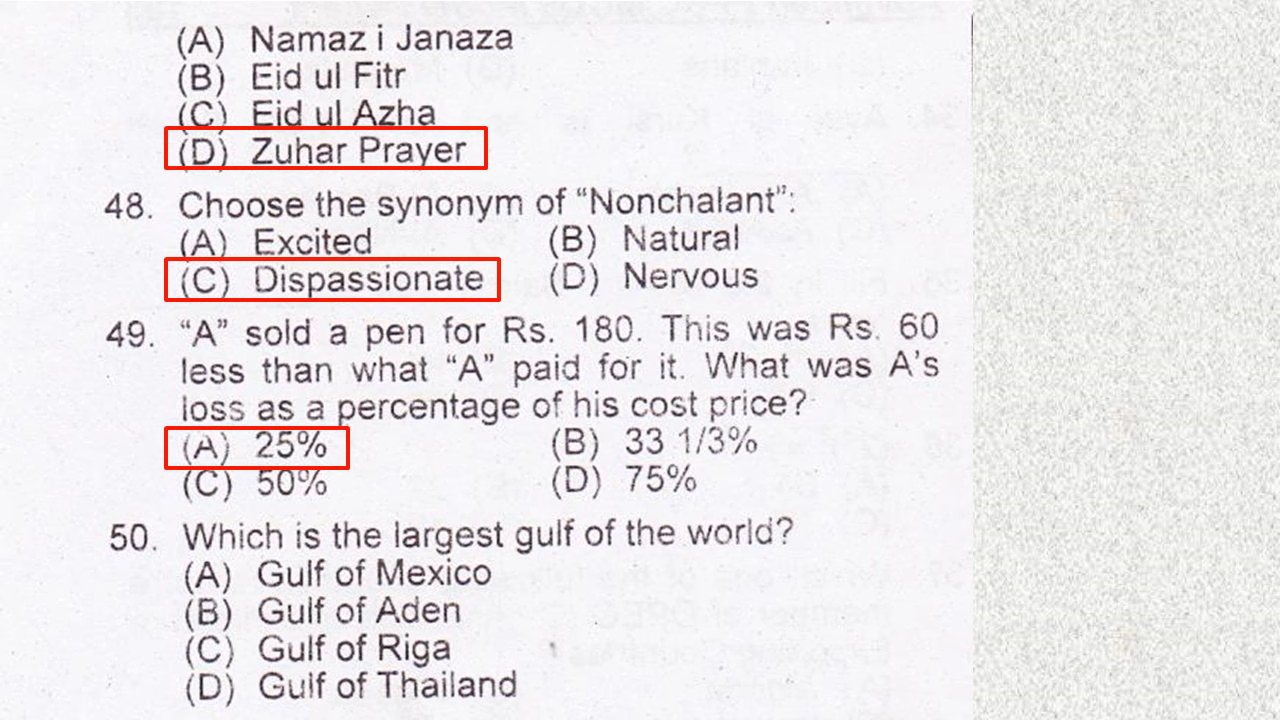 (A) Namaz i Janaza
(B) Eid ul Fitr
(C) Eid ul Azha
(D) Zuhar Prayer
48. Choose the synonym of “Nonchalant”:
(A) Excited (B) Natural
(C) Dispassionate (D) Nervous
49. “A” sold a pen for Rs. 180. This was Rs. 60
less than what “A” paid for it. What was A’s
loss as a percentage of his cost price?
(A) 25% (B) 33 1/3%
(C) 50% (D) 75%
50. Which is the largest gulf of the world?
(A) Gulf of Mexico
(B) Gulf of Aden
(C) Gulf of Riga
(D) Gulf of Thailand